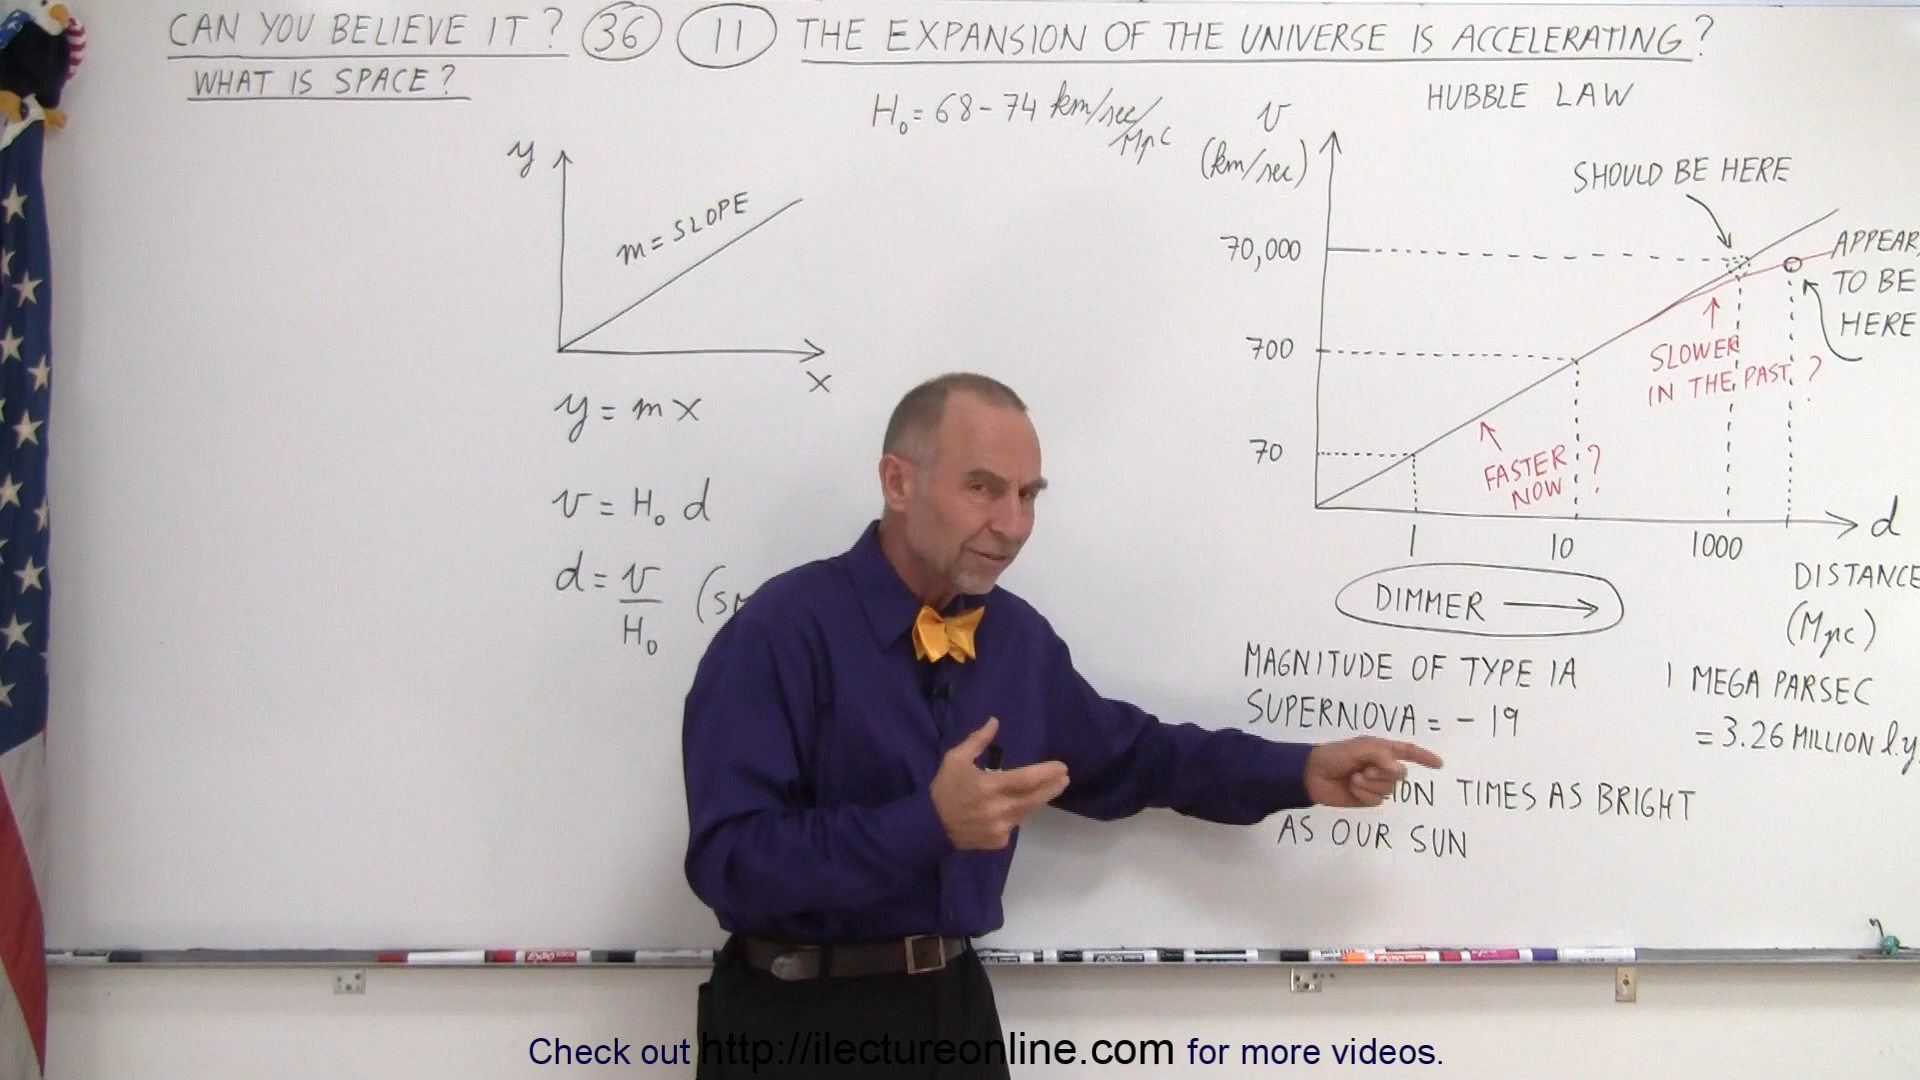 CAN YOU BELIEVE IT? 36 11 THE EXPANSION OF THE UNIVERSE IS ACCELERATING?
WHAT IS SPACE?
H₀ = 68 - 74 km/sec/Mpc
HUBBLE LAW
y
m = SLOPE
x
y = mx
v = H₀ d
d = v/H₀
v
(km/sec)
SHOULD BE HERE
70,000
APPEAR
TO BE
HERE
700
SLOWER
IN THE PAST ?
70
FASTER ?
NOW
d
1 10 1000
DISTANCE
(Mpc)
DIMMER →
MAGNITUDE OF TYPE 1A
SUPERNOVA = -19
1 MEGA PARSEC
= 3.26 MILLION l.y.
TIMES AS BRIGHT
AS OUR SUN
Check out http://ilectureonline.com for more videos.